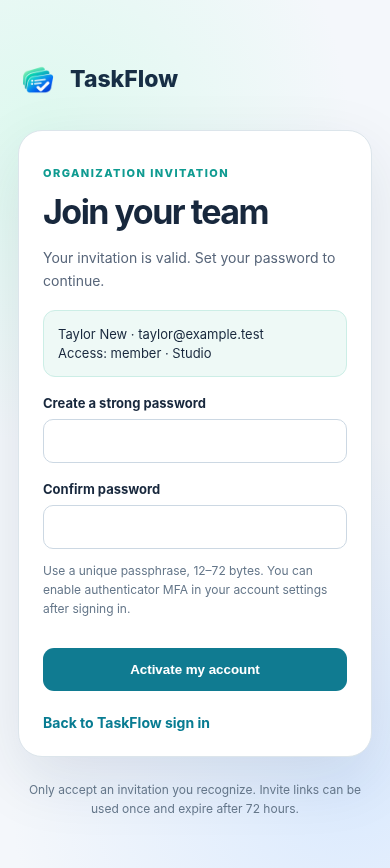 TaskFlow
ORGANIZATION INVITATION
Join your team
Your invitation is valid. Set your password to
continue.
Taylor New · taylor@example.test
Access: member · Studio
Create a strong password
Confirm password
Use a unique passphrase, 12–72 bytes. You can
enable authenticator MFA in your account settings
after signing in.
Activate my account
Back to TaskFlow sign in
Only accept an invitation you recognize. Invite links can be
used once and expire after 72 hours.